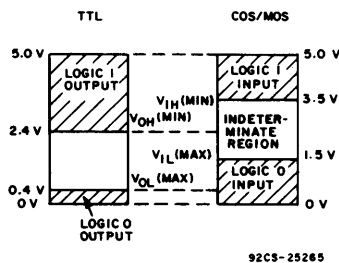 TTL COS/MOS
5.0 V 5.0 V
LOGIC 1
OUTPUT
LOGIC 1
INPUT
VIH (MIN)
3.5 V
VOH (MIN)
2.4 V
INDETER-
MINATE
REGION
VIL (MAX)
1.5 V
VOL (MAX)
LOGIC 0
INPUT
0.4 V
0 V 0 V
LOGIC 0
OUTPUT
92CS-25265